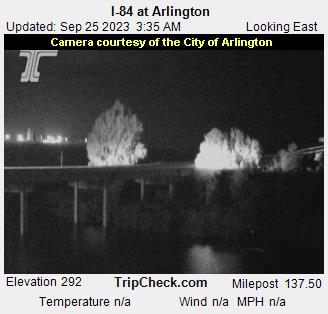 I-84 at Arlington
Updated: Sep 25 2023 3:35 AM Looking East
Camera courtesy of the City of Arlington
Elevation 292 TripCheck.com Milepost 137.50
Temperature n/a Wind n/a MPH n/a